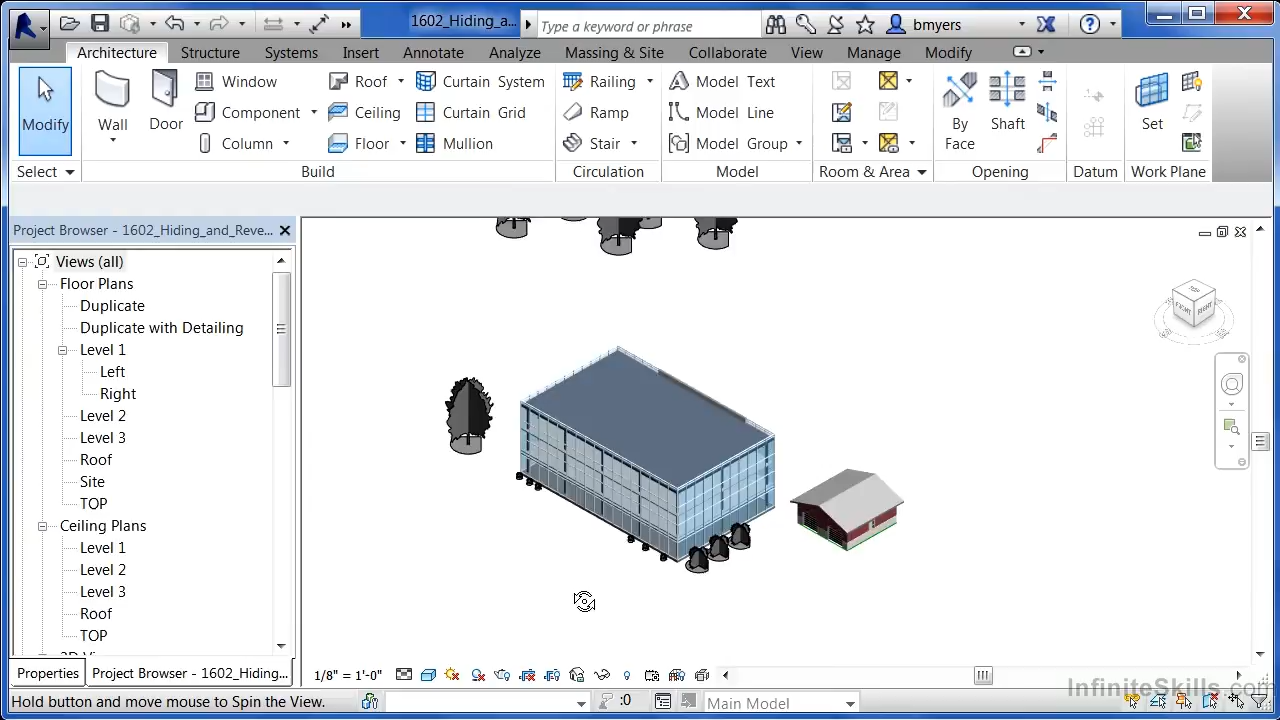 1602_Hiding_a...
Type a keyword or phrase
bmyers
Architecture Structure Systems Insert Annotate Analyze Massing & Site Collaborate View Manage Modify
Window Roof Curtain System Railing Model Text
Component Ceiling Curtain Grid Ramp Model Line
Column Floor Mullion Stair Model Group
Modify Wall Door By Face Shaft Set
Select Build Circulation Model Room & Area Opening Datum Work Plane
Project Browser - 1602_Hiding_and_Reve...
Views (all)
Floor Plans
Duplicate
Duplicate with Detailing
Level 1
Left
Right
Level 2
Level 3
Roof
Site
TOP
Ceiling Plans
Level 1
Level 2
Level 3
Roof
TOP
TOP
FRONT RIGHT
Properties Project Browser - 1602_Hiding...
1/8" = 1'-0"
Hold button and move mouse to Spin the View.
:0
Main Model
InfiniteSkills.com